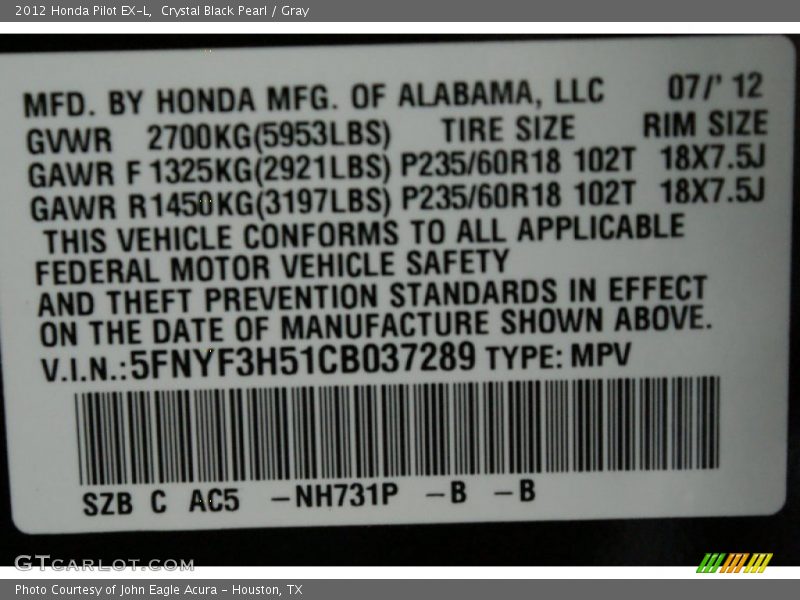 2012 Honda Pilot EX-L, Crystal Black Pearl / Gray
MFD. BY HONDA MFG. OF ALABAMA, LLC 07/' 12
GVWR 2700KG(5953LBS) TIRE SIZE RIM SIZE
GAWR F 1325KG(2921LBS) P235/60R18 102T 18X7.5J
GAWR R1450KG(3197LBS) P235/60R18 102T 18X7.5J
THIS VEHICLE CONFORMS TO ALL APPLICABLE
FEDERAL MOTOR VEHICLE SAFETY
AND THEFT PREVENTION STANDARDS IN EFFECT
ON THE DATE OF MANUFACTURE SHOWN ABOVE.
V.I.N.:5FNYF3H51CB037289 TYPE: MPV
SZB C AC5 –NH731P –B –B
GTCARLOT.COM
Photo Courtesy of John Eagle Acura - Houston, TX